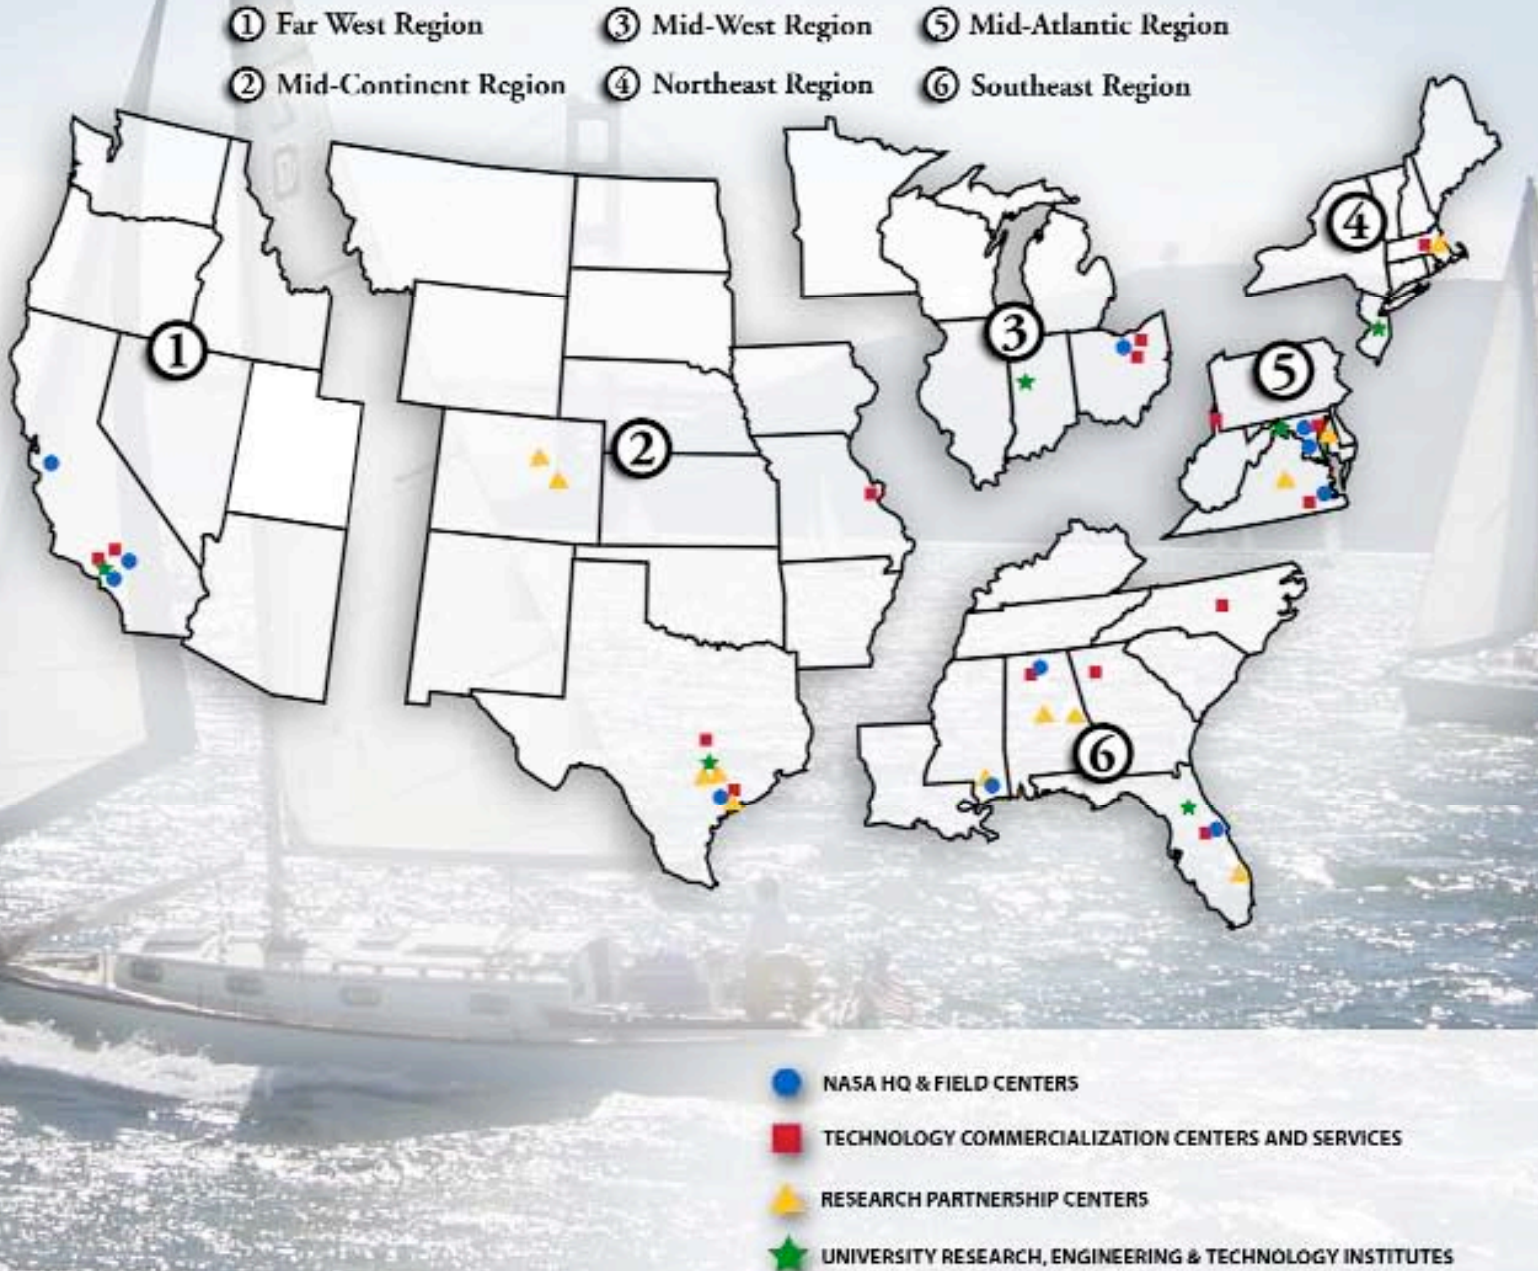 ① Far West Region ③ Mid-West Region ⑤ Mid-Atlantic Region
② Mid-Continent Region ④ Northeast Region ⑥ Southeast Region
4
1
3
5
2
6
NASA HQ & FIELD CENTERS
TECHNOLOGY COMMERCIALIZATION CENTERS AND SERVICES
RESEARCH PARTNERSHIP CENTERS
UNIVERSITY RESEARCH, ENGINEERING & TECHNOLOGY INSTITUTES